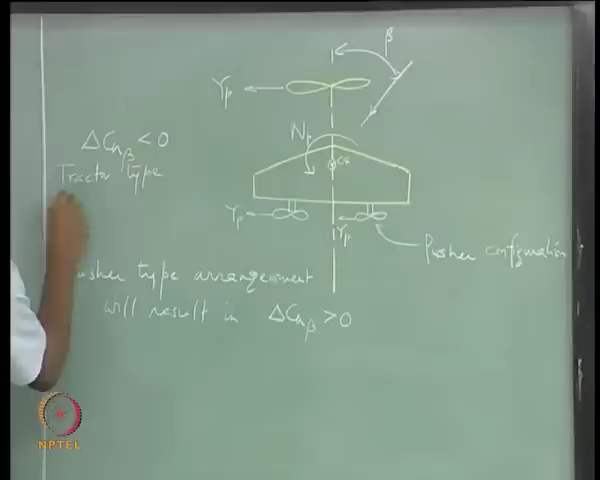 β
Yp
Np
CG
ΔCnβ < 0
Tractor type
Yp
Yp
Pusher configuration
usher type arrangement
will result in ΔCnβ > 0
NPTEL